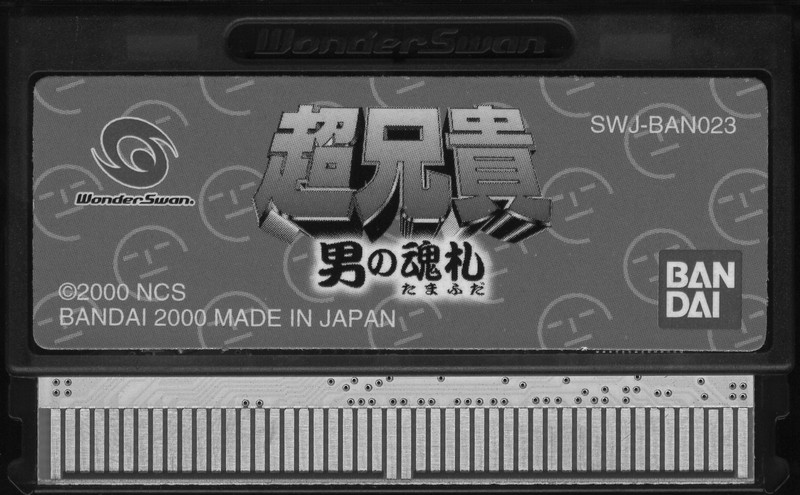 WonderSwan
SWJ-BAN023
超兄貴
WonderSwan.
男の魂札
たまふだ
©2000 NCS
BANDAI 2000 MADE IN JAPAN
BAN
DAI